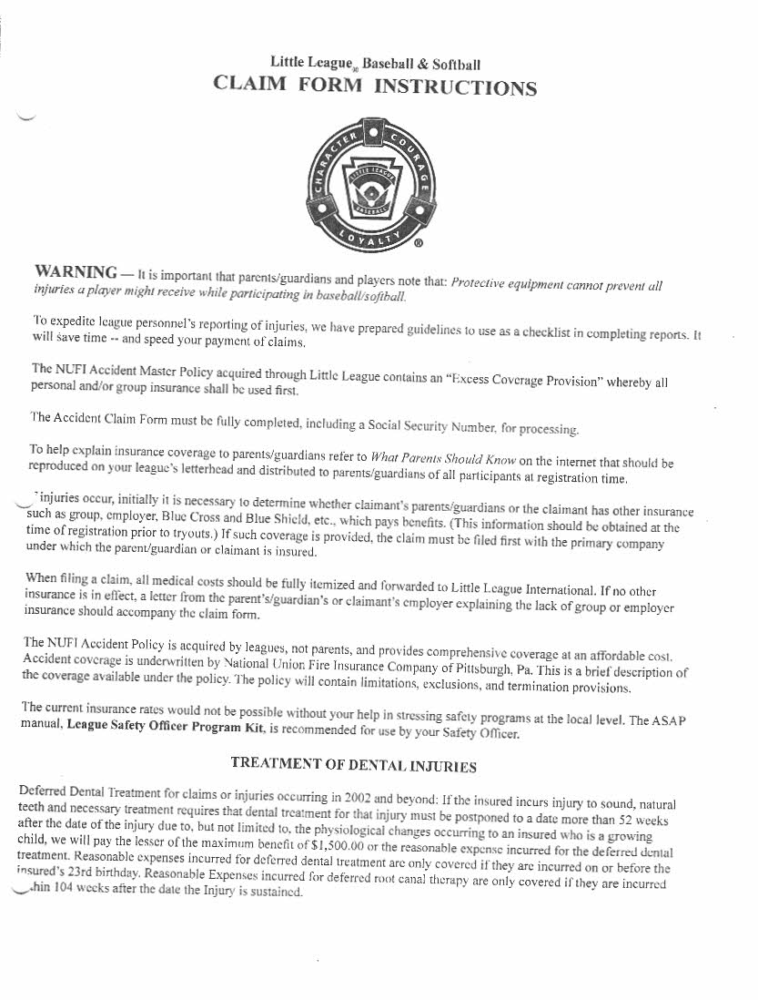 Little League® Baseball & Softball
CLAIM FORM INSTRUCTIONS
CHARACTER COURAGE
LITTLE LEAGUE
BASEBALL
LOYALTY
®
WARNING — It is important that parents/guardians and players note that: Protective equipment cannot prevent all
injuries a player might receive while participating in baseball/softball.
To expedite league personnel's reporting of injuries, we have prepared guidelines to use as a checklist in completing reports. It
will save time -- and speed your payment of claims.
The NUFI Accident Master Policy acquired through Little League contains an "Excess Coverage Provision" whereby all
personal and/or group insurance shall be used first.
The Accident Claim Form must be fully completed, including a Social Security Number, for processing.
To help explain insurance coverage to parents/guardians refer to What Parents Should Know on the internet that should be
reproduced on your league's letterhead and distributed to parents/guardians of all participants at registration time.
injuries occur, initially it is necessary to determine whether claimant's parents/guardians or the claimant has other insurance
such as group, employer, Blue Cross and Blue Shield, etc., which pays benefits. (This information should be obtained at the
time of registration prior to tryouts.) If such coverage is provided, the claim must be filed first with the primary company
under which the parent/guardian or claimant is insured.
When filing a claim, all medical costs should be fully itemized and forwarded to Little League International. If no other
insurance is in effect, a letter from the parent's/guardian's or claimant's employer explaining the lack of group or employer
insurance should accompany the claim form.
The NUFI Accident Policy is acquired by leagues, not parents, and provides comprehensive coverage at an affordable cost.
Accident coverage is underwritten by National Union Fire Insurance Company of Pittsburgh, Pa. This is a brief description of
the coverage available under the policy. The policy will contain limitations, exclusions, and termination provisions.
The current insurance rates would not be possible without your help in stressing safety programs at the local level. The ASAP
manual, League Safety Officer Program Kit, is recommended for use by your Safety Officer.
TREATMENT OF DENTAL INJURIES
Deferred Dental Treatment for claims or injuries occurring in 2002 and beyond: If the insured incurs injury to sound, natural
teeth and necessary treatment requires that dental treatment for that injury must be postponed to a date more than 52 weeks
after the date of the injury due to, but not limited to, the physiological changes occurring to an insured who is a growing
child, we will pay the lesser of the maximum benefit of $1,500.00 or the reasonable expense incurred for the deferred dental
treatment. Reasonable expenses incurred for deferred dental treatment are only covered if they are incurred on or before the
insured's 23rd birthday. Reasonable Expenses incurred for deferred root canal therapy are only covered if they are incurred
thin 104 weeks after the date the Injury is sustained.